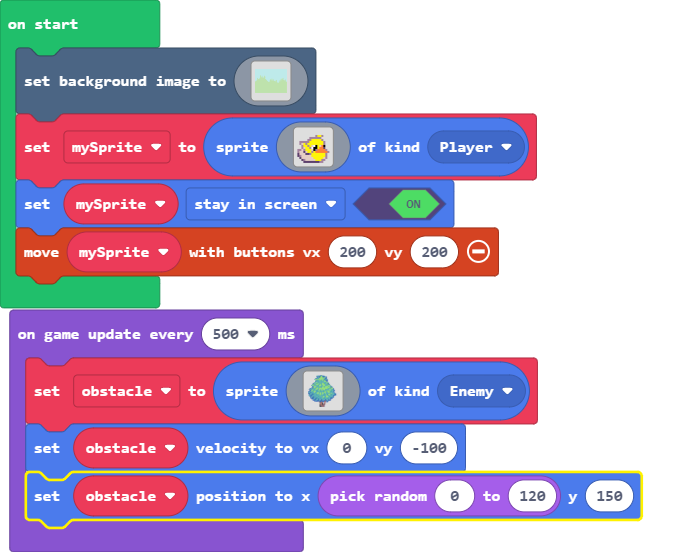 on start
set background image to
set mySprite to sprite of kind Player
set mySprite stay in screen ON
move mySprite with buttons vx 200 vy 200
on game update every 500 ms
set obstacle to sprite of kind Enemy
set obstacle velocity to vx 0 vy -100
set obstacle position to x pick random 0 to 120 y 150